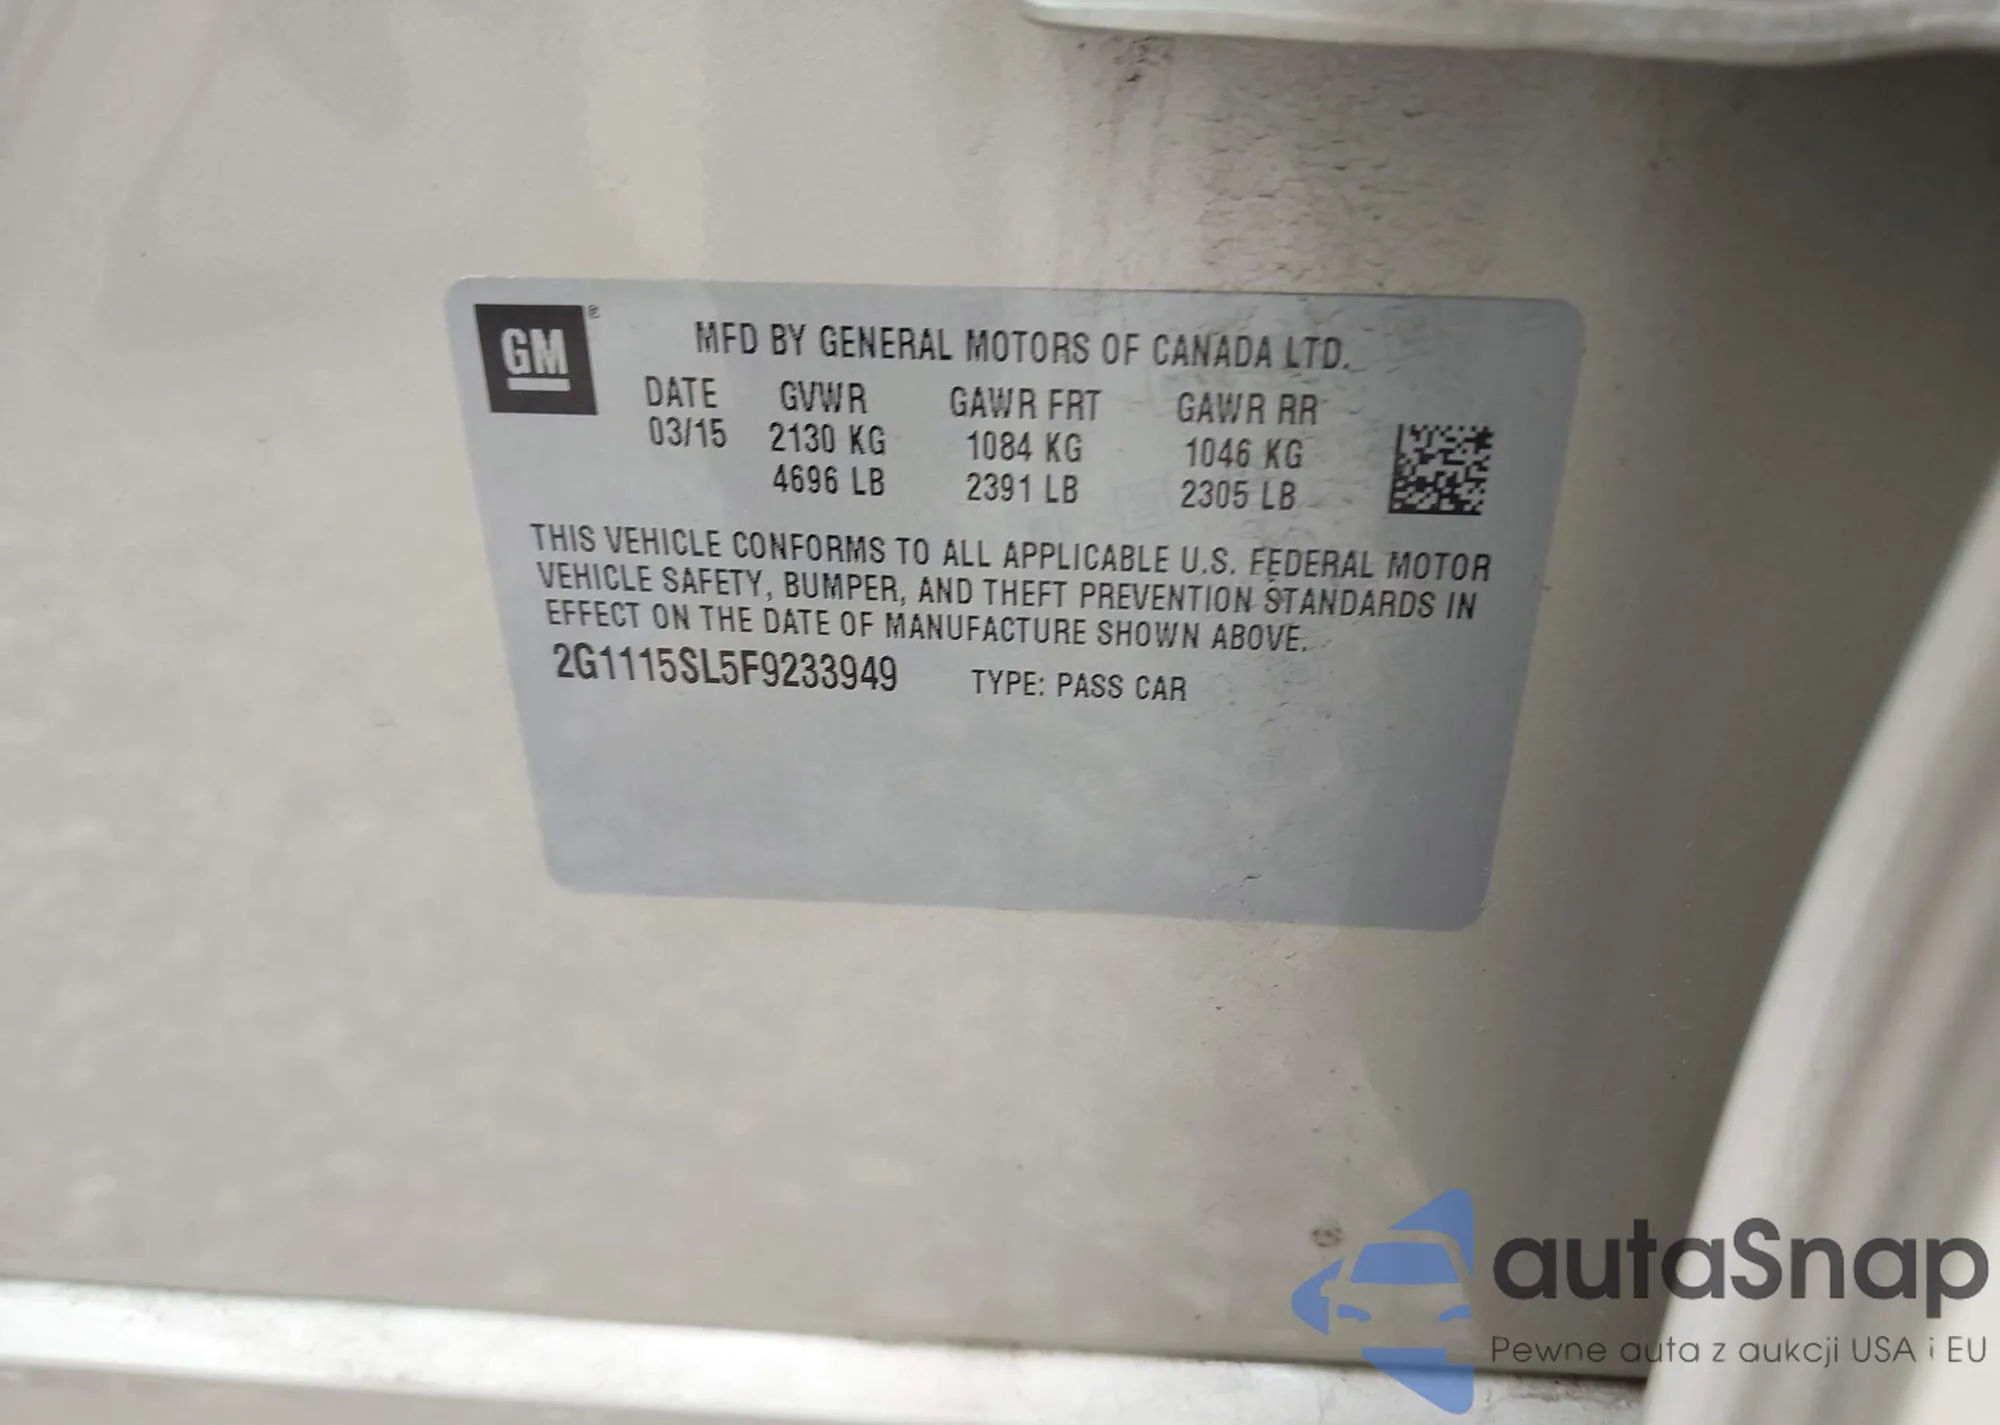 GM
MFD BY GENERAL MOTORS OF CANADA LTD.
DATE GVWR GAWR FRT GAWR RR
03/15 2130 KG 1084 KG 1046 KG
4696 LB 2391 LB 2305 LB
THIS VEHICLE CONFORMS TO ALL APPLICABLE U.S. FEDERAL MOTOR
VEHICLE SAFETY, BUMPER, AND THEFT PREVENTION STANDARDS IN
EFFECT ON THE DATE OF MANUFACTURE SHOWN ABOVE.
2G1115SL5F9233949 TYPE: PASS CAR
autaSnap
Pewne auta z aukcji USA i EU